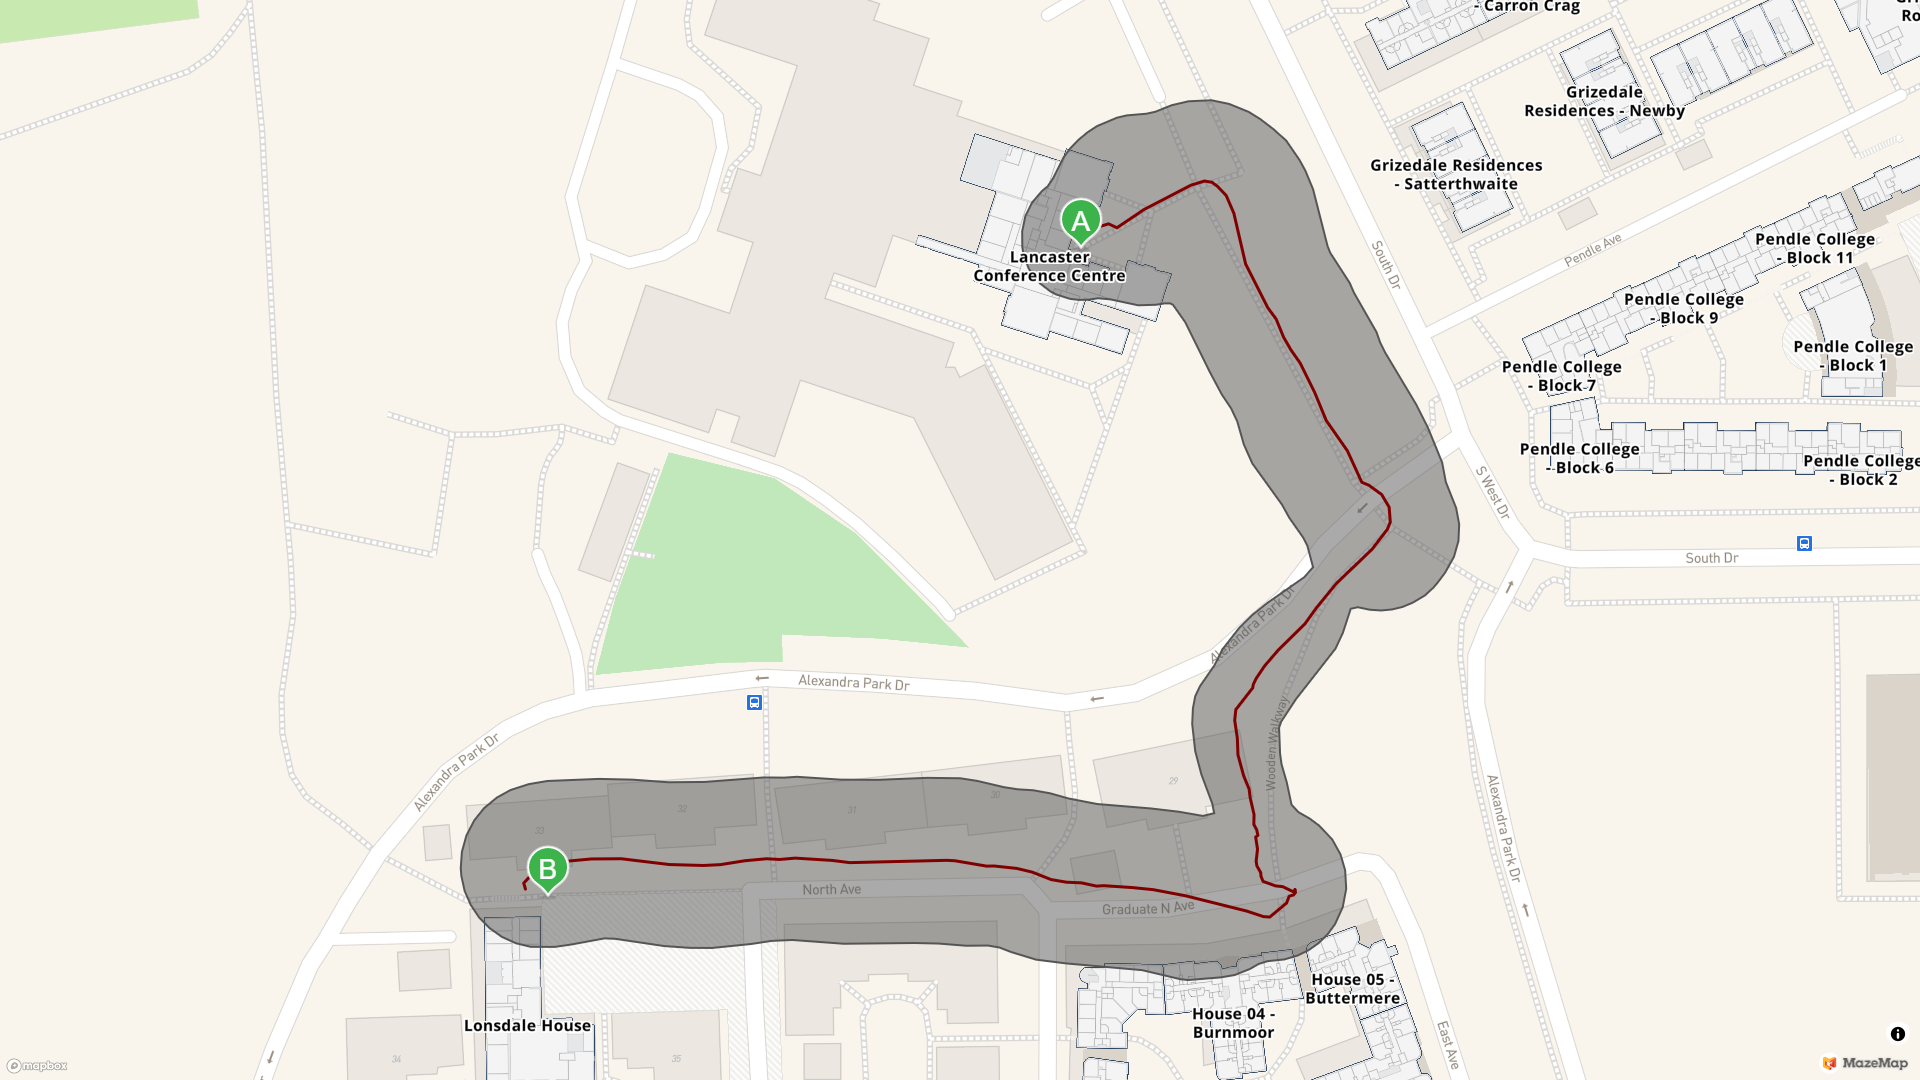 - Carron Crag
Ro
Grizedale
Residences - Newby
Grizedale Residences
- Satterthwaite
A
Lancaster
Conference Centre
South Dr
Pendle Ave
Pendle College
- Block 11
Pendle College
- Block 9
Pendle College
- Block 1
Pendle College
- Block 7
Pendle College
- Block 6
Pendle College
- Block 2
S West Dr
South Dr
Alexandra Park Dr
Alexandra Park Dr
Alexandra Park Dr
Wooden Walkway
Alexandra Park Dr
29
30
31
32
33
B
North Ave
Graduate N Ave
House 05 -
Buttermere
House 04 -
Burnmoor
Lonsdale House
East Ave
34
35
mapbox
MazeMap